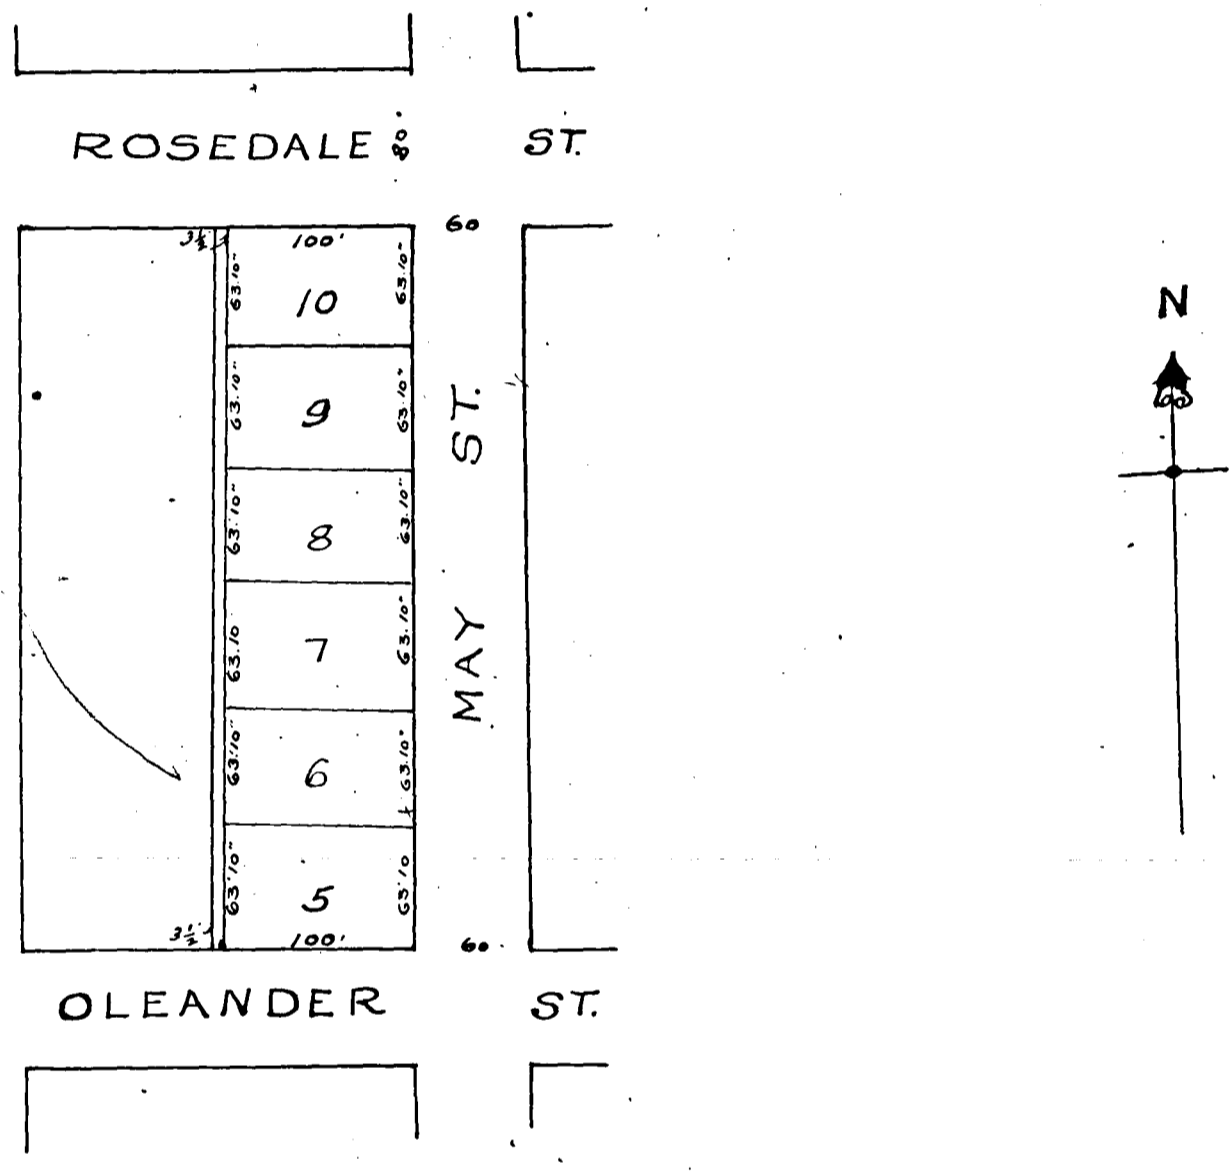 ROSEDALE 80' ST.
60
3½' 100'
63.10" 10 63.10"
N
63.10" 9 63.10"
63.10" 8 63.10"
MAY ST.
63.10 7 63.10"
63.10" 6 63.10"
63'10" 5 63'10
3½' 100' 60
OLEANDER ST.